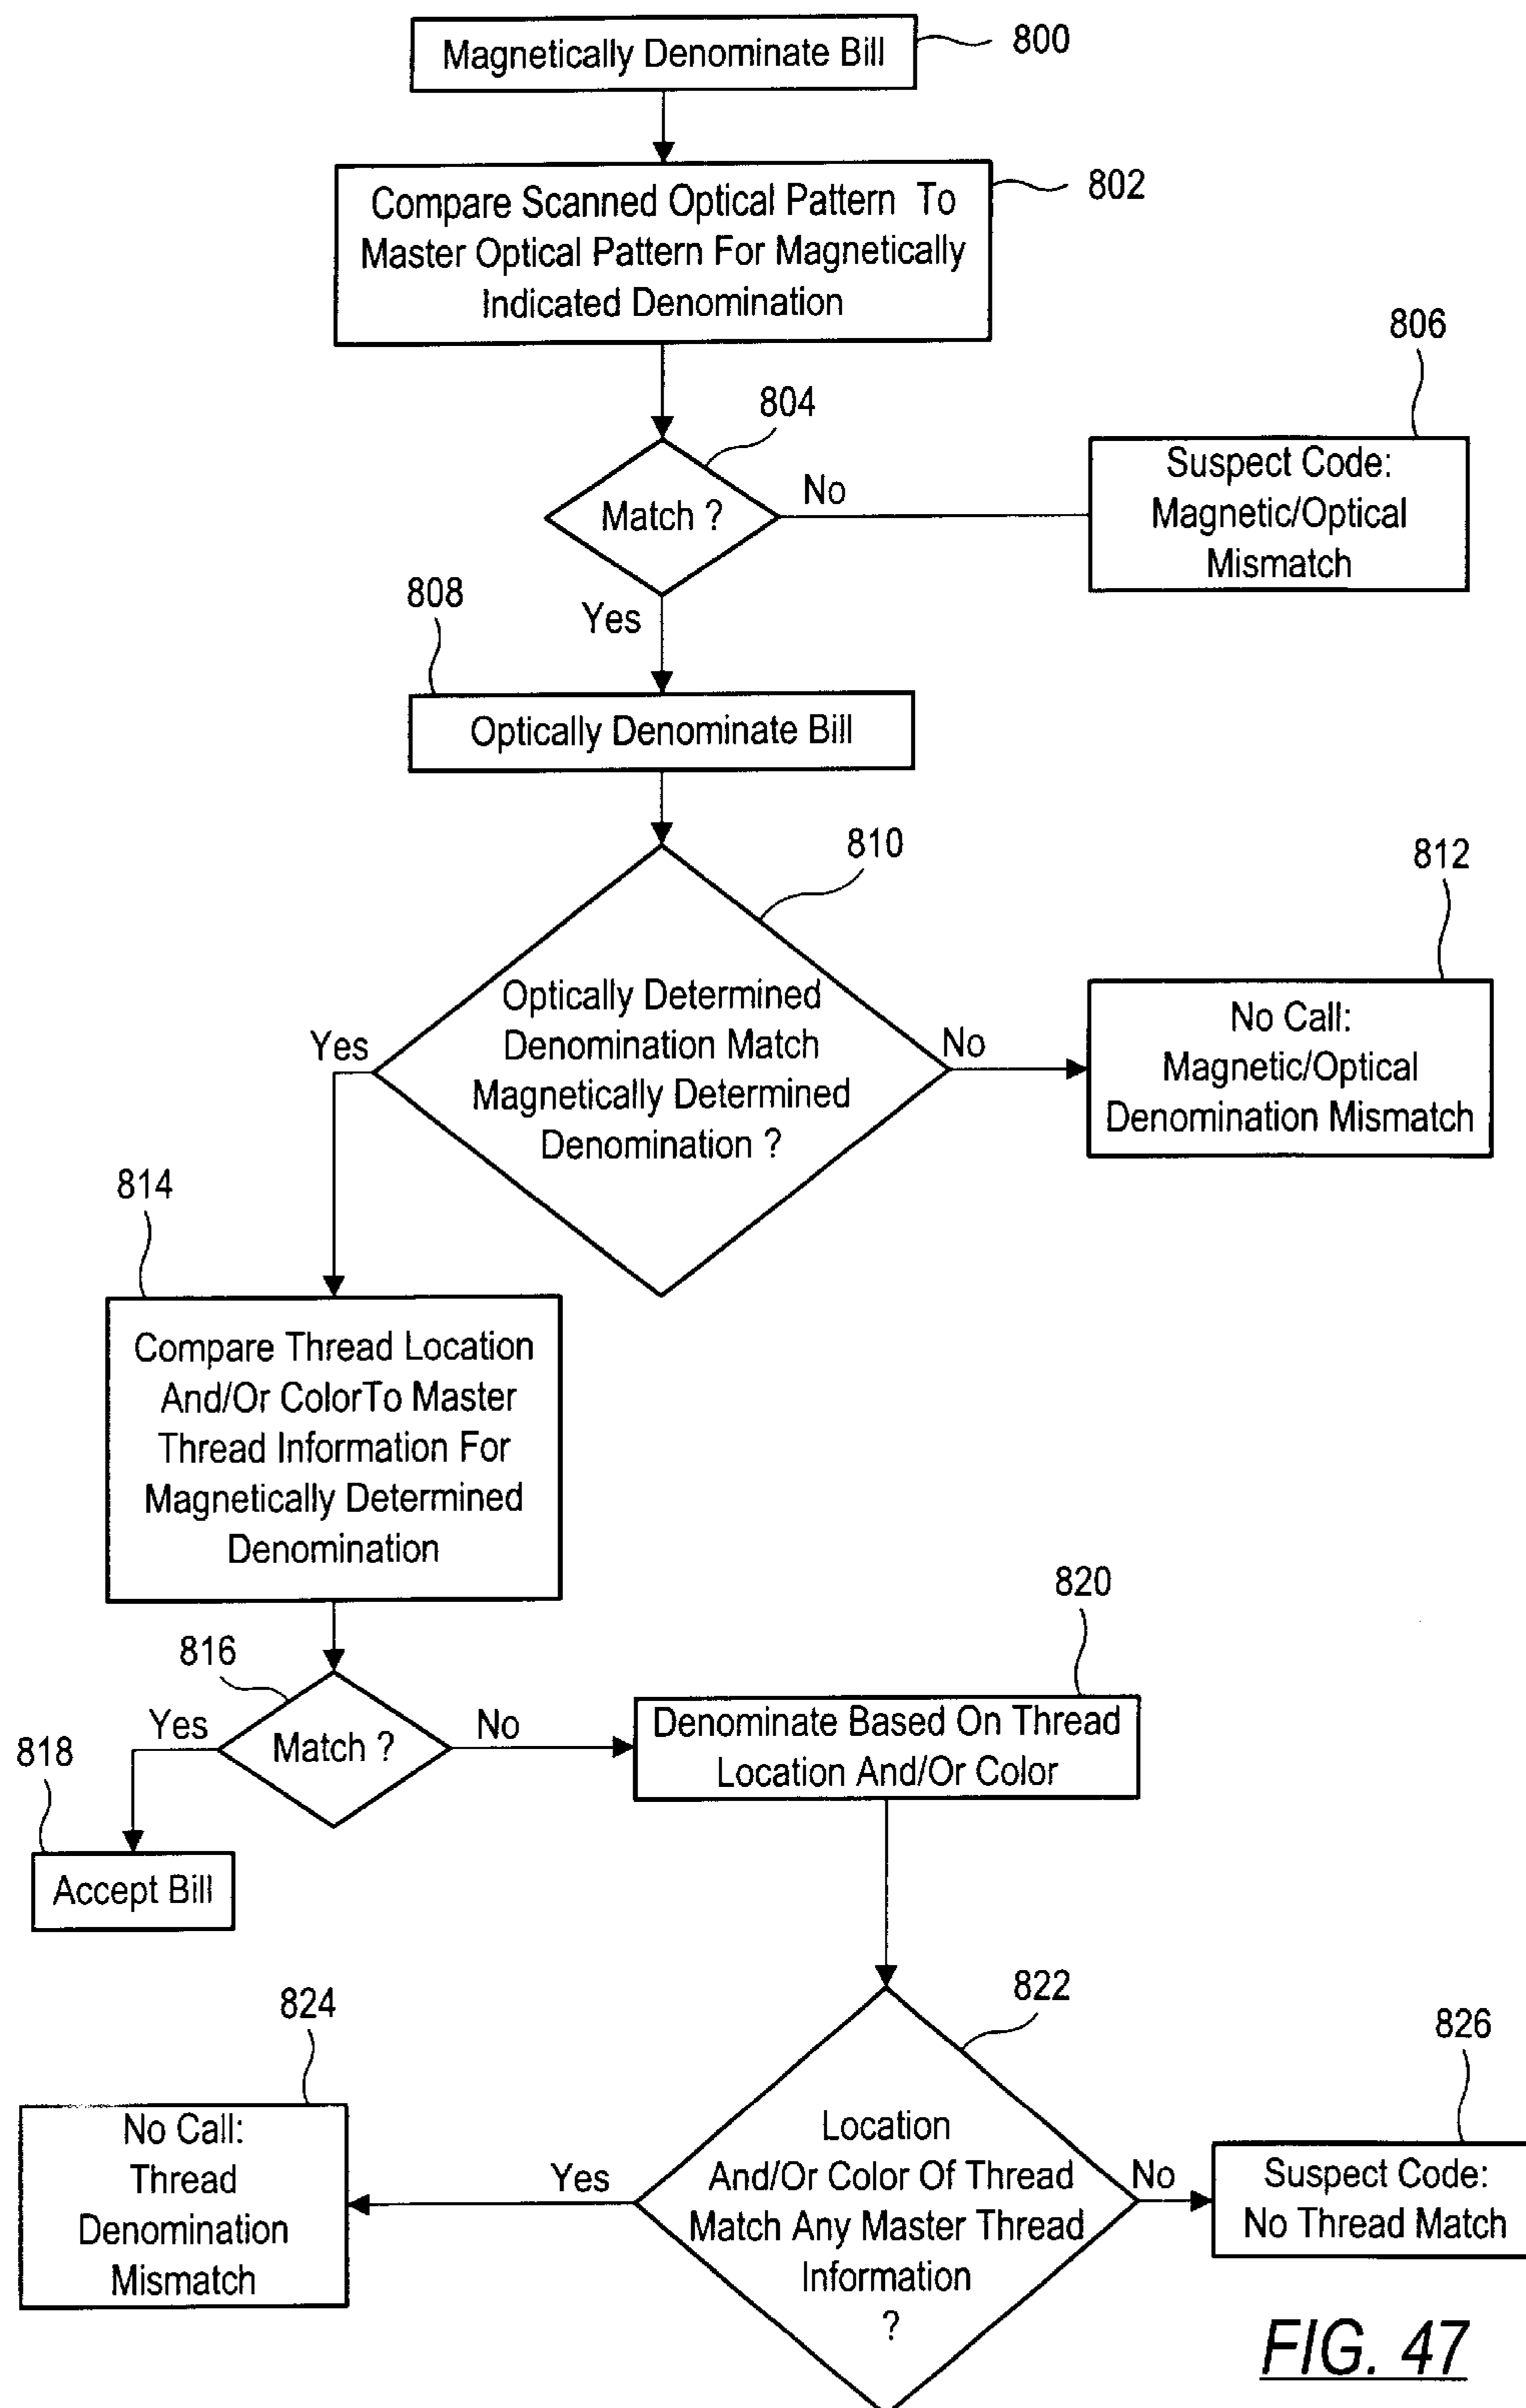 Magnetically Denominate Bill
800
Compare Scanned Optical Pattern To
Master Optical Pattern For Magnetically
Indicated Denomination
802
804
Match ?
No
806
Suspect Code:
Magnetic/Optical
Mismatch
Yes
808
Optically Denominate Bill
810
Optically Determined
Denomination Match
Magnetically Determined
Denomination ?
Yes
No
812
No Call:
Magnetic/Optical
Denomination Mismatch
814
Compare Thread Location
And/Or ColorTo Master
Thread Information For
Magnetically Determined
Denomination
816
Match ?
Yes
No
818
Accept Bill
820
Denominate Based On Thread
Location And/Or Color
822
Location
And/Or Color Of Thread
Match Any Master Thread
Information
?
Yes
No
824
No Call:
Thread
Denomination
Mismatch
826
Suspect Code:
No Thread Match
FIG. 47